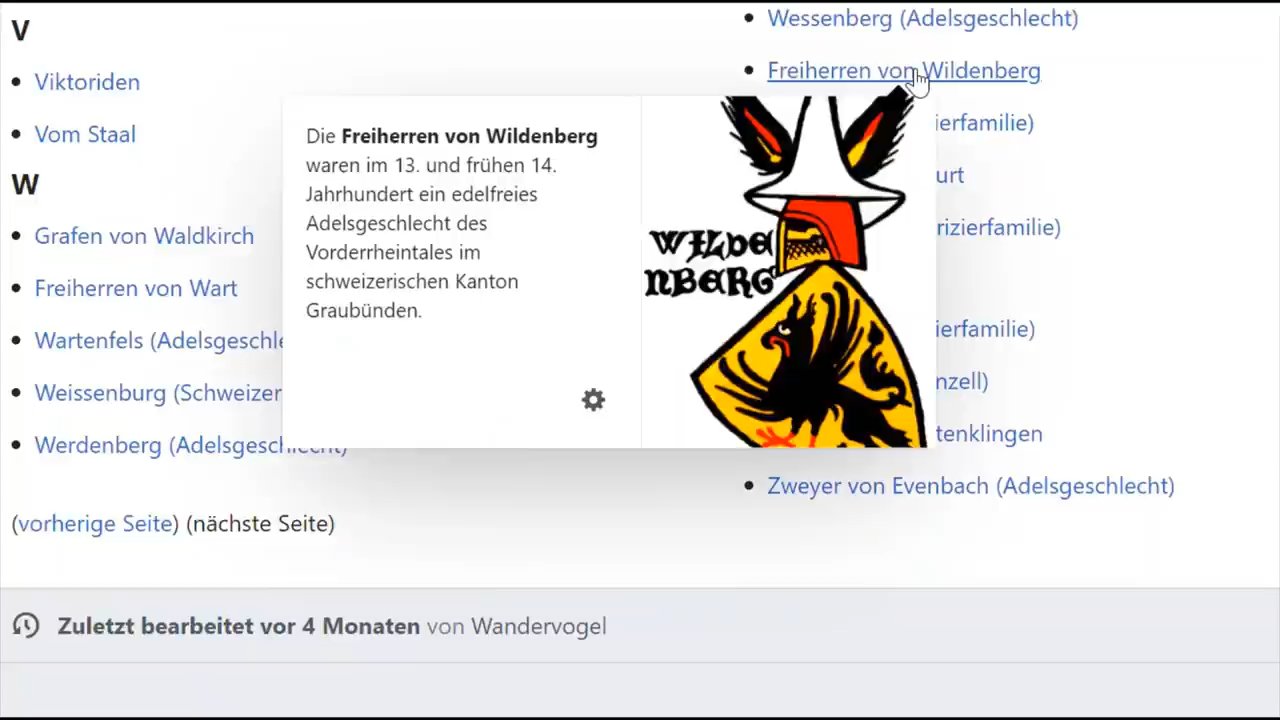 V
Viktoriden
Vom Staal
W
Grafen von Waldkirch
Freiherren von Wart
Wartenfels (Adelsgeschle
Weissenburg (Schweizer
Werdenberg (Adelsgeschlecht)
Wessenberg (Adelsgeschlecht)
Freiherren von Wildenberg
ierfamilie)
urt
rizierfamilie)
ierfamilie)
nzell)
tenklingen
Zweyer von Evenbach (Adelsgeschlecht)
Die Freiherren von Wildenberg
waren im 13. und frühen 14.
Jahrhundert ein edelfreies
Adelsgeschlecht des
Vorderrheintales im
schweizerischen Kanton
Graubünden.
WILDE
NBERG
(vorherige Seite) (nächste Seite)
Zuletzt bearbeitet vor 4 Monaten von Wandervogel